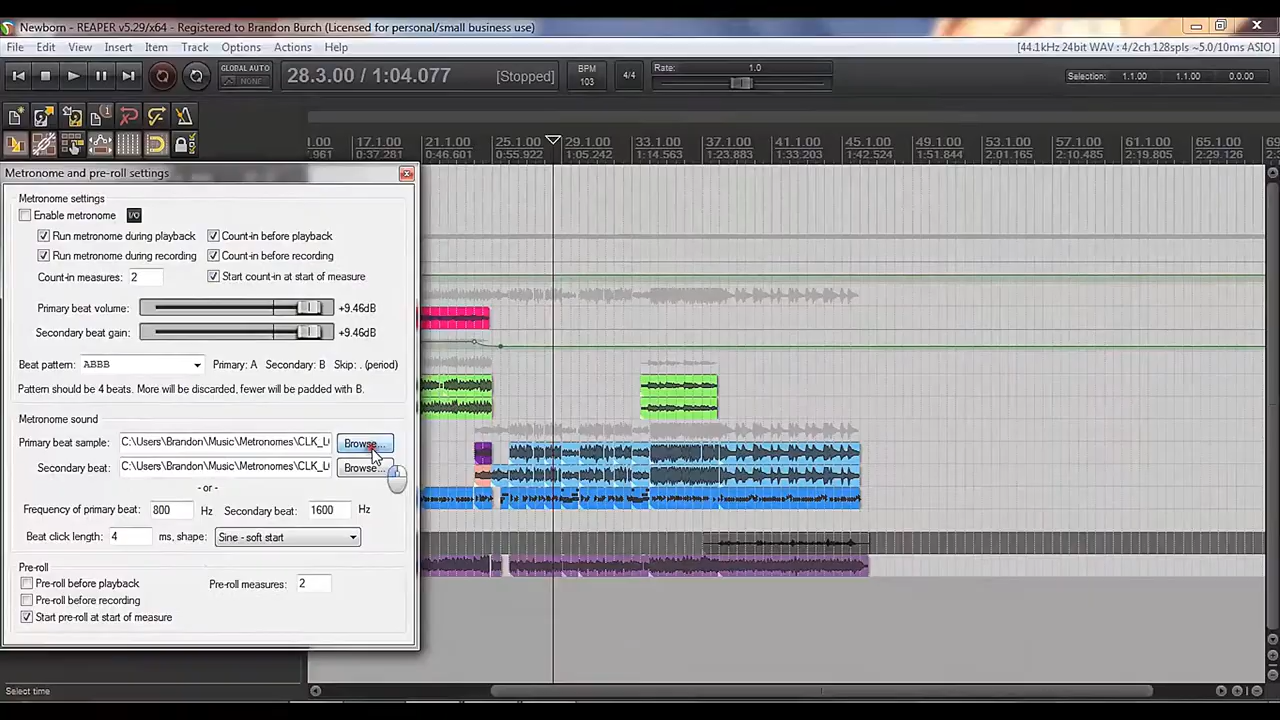 Newborn - REAPER v5.29/x64 - Registered to Brandon Burch (Licensed for personal/small business use)
File Edit View Insert Item Track Options Actions Help
[44.1kHz 24bit WAV : 4/2ch 128spls ~5.0/10ms ASIO]
GLOBAL AUTO
NONE
28.3.00 / 1:04.077
[Stopped]
BPM
103
4/4
Rate:
1.0
Selection:
1.1.00
1.1.00
0.0.00
.00 17.1.00 21.1.00 25.1.00 29.1.00 33.1.00 37.1.00 41.1.00 45.1.00 49.1.00 53.1.00 57.1.00 61.1.00 65.1.00 69
.961 0:37.281 0:46.601 0:55.922 1:05.242 1:14.563 1:23.883 1:33.203 1:42.524 1:51.844 2:01.165 2:10.485 2:19.805 2:29.126 2:
Metronome and pre-roll settings
Metronome settings
Enable metronome I/O
Run metronome during playback
Count-in before playback
Run metronome during recording
Count-in before recording
Count-in measures: 2
Start count-in at start of measure
Primary beat volume:
+9.46dB
Secondary beat gain:
+9.46dB
Beat pattern: ABBB
Primary: A Secondary: B Skip: . (period)
Pattern should be 4 beats. More will be discarded, fewer will be padded with B.
Metronome sound
Primary beat sample: C:\Users\Brandon\Music\Metronomes\CLK_L
Browse...
Secondary beat: C:\Users\Brandon\Music\Metronomes\CLK_L
Browse...
- or -
Frequency of primary beat: 800 Hz Secondary beat: 1600 Hz
Beat click length: 4 ms, shape: Sine - soft start
Pre-roll
Pre-roll before playback
Pre-roll measures: 2
Pre-roll before recording
Start pre-roll at start of measure
Select time